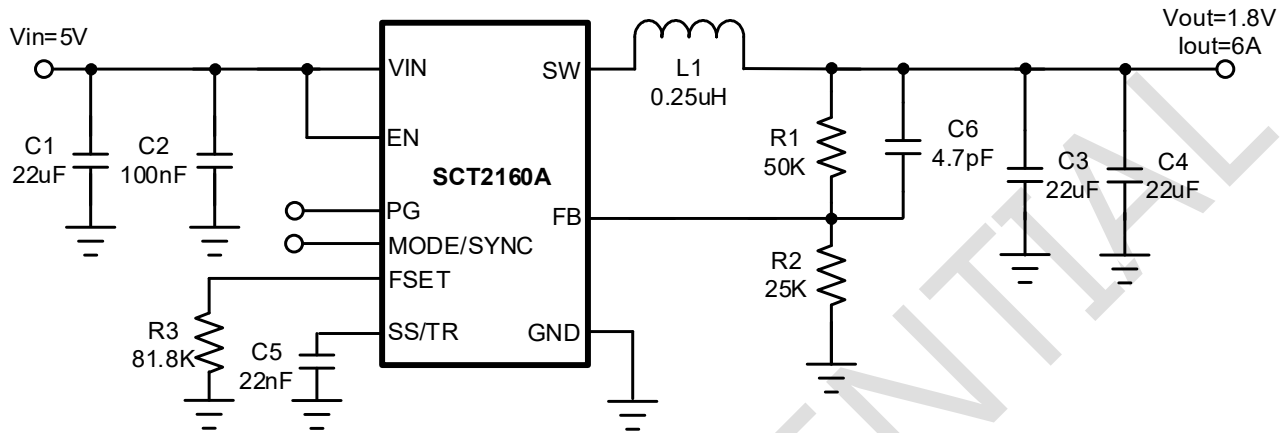 Vin=5V
Vout=1.8V
Iout=6A
VIN
SW
L1
0.25uH
EN
C1
22uF
C2
100nF
SCT2160A
R1
50K
C6
4.7pF
C3
22uF
C4
22uF
PG
FB
MODE/SYNC
FSET
R2
25K
R3
81.8K
SS/TR
GND
C5
22nF